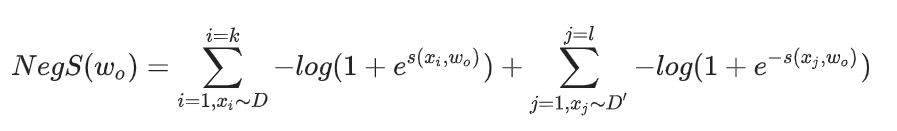 NegS(w_o) = \sum_{i=1,x_i \sim D}^{i=k} -log(1 + e^{s(x_i,w_o)}) + \sum_{j=1,x_j \sim D'}^{j=l} -log(1 + e^{-s(x_j,w_o)})